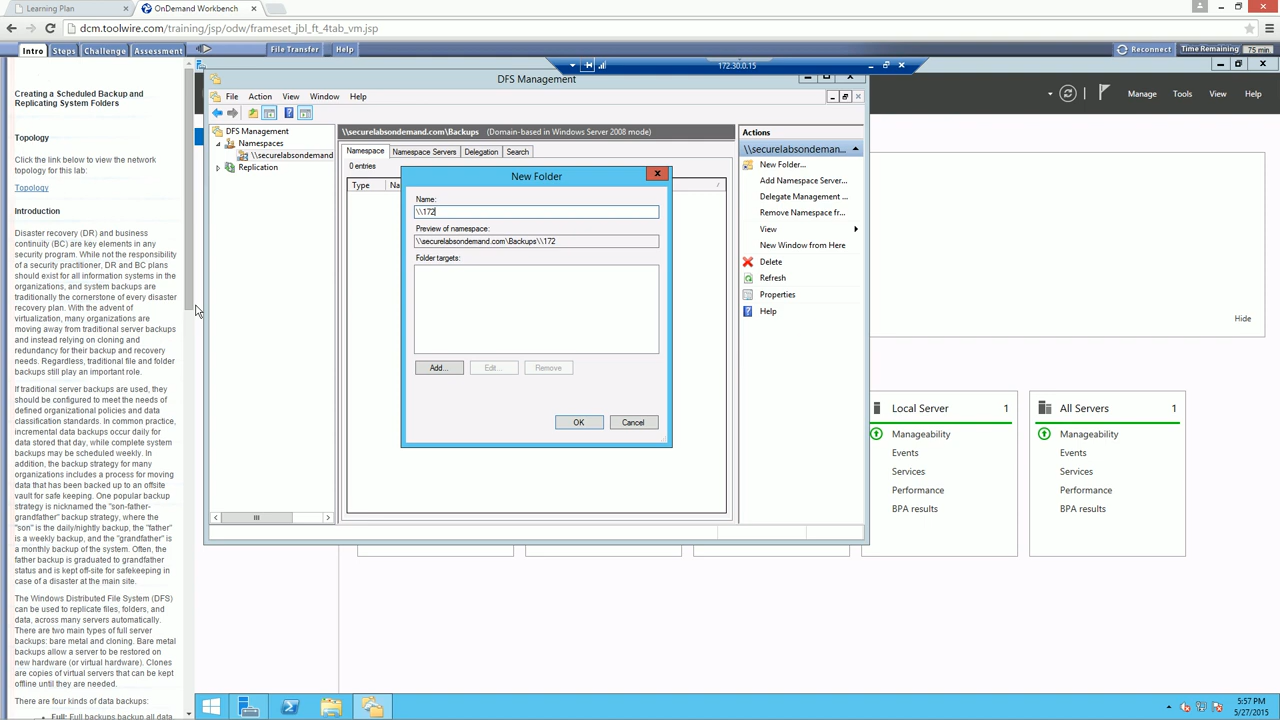 Learning Plan
OnDemand Workbench
dcm.toolwire.com/training/jsp/odw/frameset_jbl_ft_4tab_vm.jsp
Intro
Steps
Challenge
Assessment
File Transfer
Help
Reconnect
Time Remaining
75 min
172.30.0.15
Creating a Scheduled Backup and
Replicating System Folders
Topology
Click the link below to view the network
topology for this lab:
Topology
Introduction
Disaster recovery (DR) and business
continuity (BC) are key elements in any
security program. While not the responsibility
of a security practitioner, DR and BC plans
should exist for all information systems in the
organizations, and system backups are
traditionally the cornerstone of every disaster
recovery plan. With the advent of
virtualization, many organizations are
moving away from traditional server backups
and instead relying on cloning and
redundancy for their backup and recovery
needs. Regardless, traditional file and folder
backups still play an important role.
If traditional server backups are used, they
should be configured to meet the needs of
defined organizational policies and data
classification standards. In common practice,
incremental data backups occur daily for
data stored that day, while complete system
backups may be scheduled weekly. In
addition, the backup strategy for many
organizations includes a process for moving
data that has been backed up to an offsite
vault for safe keeping. One popular backup
strategy is nicknamed the "son-father-
grandfather" backup strategy, where the
"son" is the daily/nightly backup, the "father"
is a weekly backup, and the "grandfather" is
a monthly backup of the system. Often, the
father backup is graduated to grandfather
status and is kept off-site for safekeeping in
case of a disaster at the main site.
The Windows Distributed File System (DFS)
can be used to replicate files, folders, and
data, across many servers automatically.
There are two main types of full server
backups: bare metal and cloning. Bare metal
backups allow a server to be restored on
new hardware (or virtual hardware). Clones
are copies of virtual servers that can be kept
offline until they are needed.
There are four kinds of data backups:
Full: Full backups backup all data
DFS Management
File
Action
View
Window
Help
DFS Management
Namespaces
\\securelabsondemand
Replication
\\securelabsondemand.com\Backups (Domain-based in Windows Server 2008 mode)
Namespace
Namespace Servers
Delegation
Search
0 entries
Type
Na
New Folder
Name:
\\172
Preview of namespace:
\\securelabsondemand.com\Backups\\172
Folder targets:
Add...
Edit...
Remove
OK
Cancel
Actions
\\securelabsondeman...
New Folder...
Add Namespace Server...
Delegate Management ...
Remove Namespace fr...
View
New Window from Here
Delete
Refresh
Properties
Help
Manage
Tools
View
Help
Hide
Local Server
1
Manageability
Events
Services
Performance
BPA results
All Servers
1
Manageability
Events
Services
Performance
BPA results
5:57 PM
5/27/2015